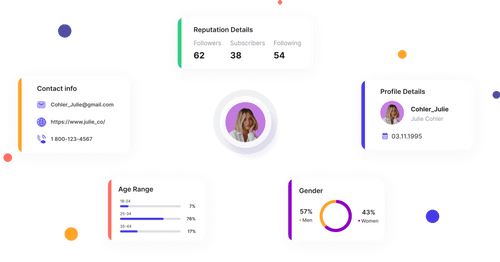 Reputation Details
Followers Subscribers Following
62 38 54
Contact info
Cohler_Julie@gmail.com
https://www.julie_co/
1 800-123-4567
Profile Details
Cohler_Julie
Julie Cohler
03.11.1995
Age Range
18-24
7%
25-34
76%
35-44
17%
Gender
57%
Men
43%
Women